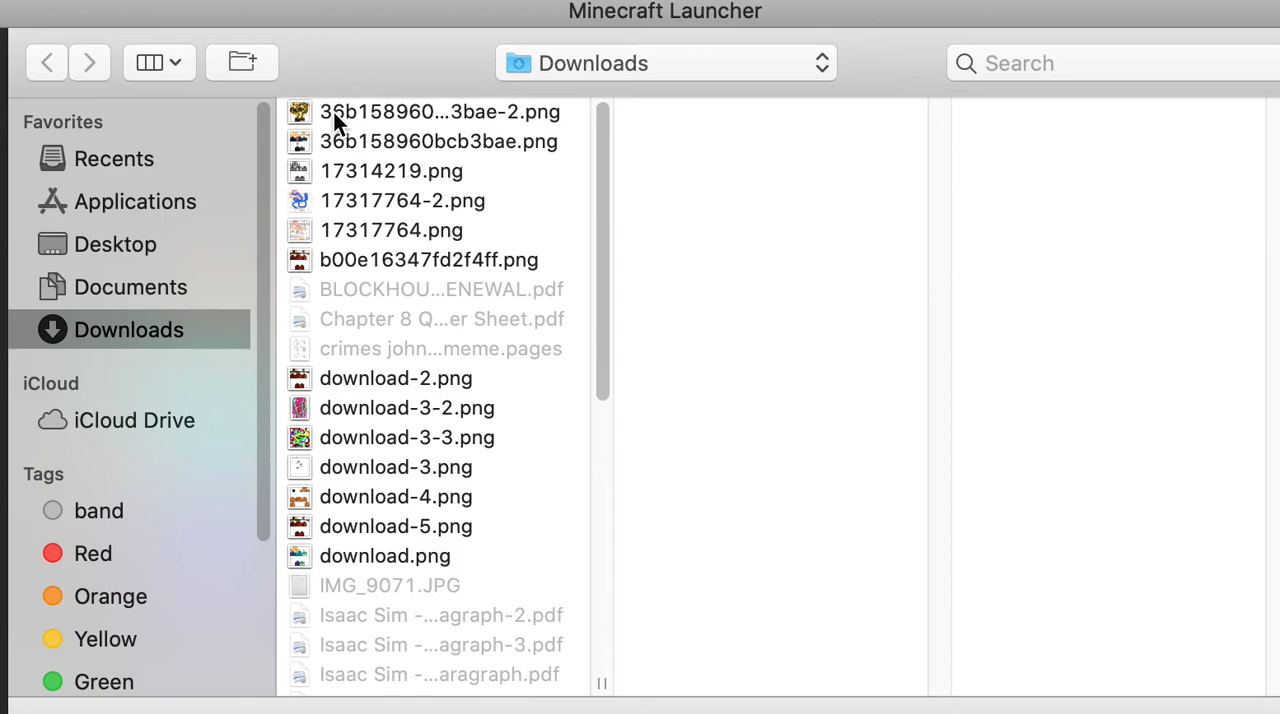 Minecraft Launcher
Downloads
Search
Favorites
Recents
Applications
Desktop
Documents
Downloads
iCloud
iCloud Drive
Tags
band
Red
Orange
Yellow
Green
36b158960...3bae-2.png
36b158960bcb3bae.png
17314219.png
17317764-2.png
17317764.png
b00e16347fd2f4ff.png
BLOCKHOU...ENEWAL.pdf
Chapter 8 Q...er Sheet.pdf
crimes john...meme.pages
download-2.png
download-3-2.png
download-3-3.png
download-3.png
download-4.png
download-5.png
download.png
IMG_9071.JPG
Isaac Sim -...agraph-2.pdf
Isaac Sim -...agraph-3.pdf
Isaac Sim -...aragraph.pdf